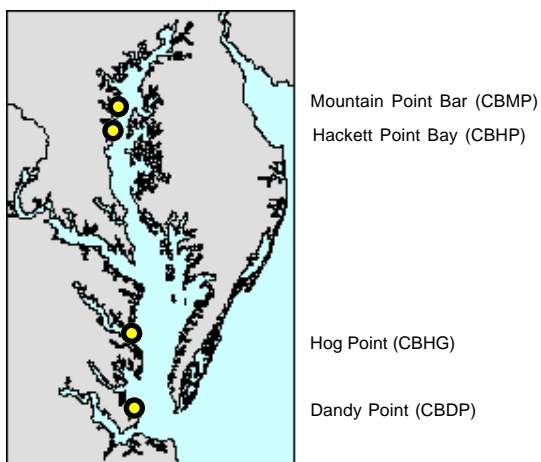 Mountain Point Bar (CBMP)
Hackett Point Bay (CBHP)
Hog Point (CBHG)
Dandy Point (CBDP)